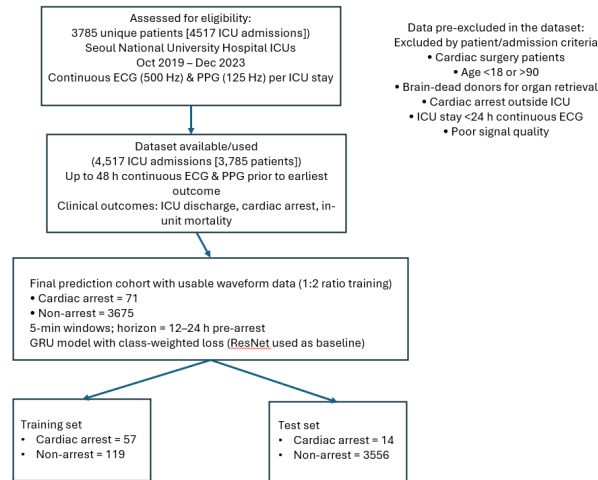 Assessed for eligibility:
3785 unique patients [4517 ICU admissions])
Seoul National University Hospital ICUs
Oct 2019 – Dec 2023
Continuous ECG (500 Hz) & PPG (125 Hz) per ICU stay
Data pre-excluded in the dataset:
Excluded by patient/admission criteria
• Cardiac surgery patients
• Age <18 or >90
• Brain-dead donors for organ retrieval
• Cardiac arrest outside ICU
• ICU stay <24 h continuous ECG
• Poor signal quality
Dataset available/used
(4,517 ICU admissions [3,785 patients])
Up to 48 h continuous ECG & PPG prior to earliest
outcome
Clinical outcomes: ICU discharge, cardiac arrest, in-
unit mortality
Final prediction cohort with usable waveform data (1:2 ratio training)
• Cardiac arrest = 71
• Non-arrest = 3675
5-min windows; horizon = 12–24 h pre-arrest
GRU model with class-weighted loss (ResNet used as baseline)
Training set
• Cardiac arrest = 57
• Non-arrest = 119
Test set
• Cardiac arrest = 14
• Non-arrest = 3556